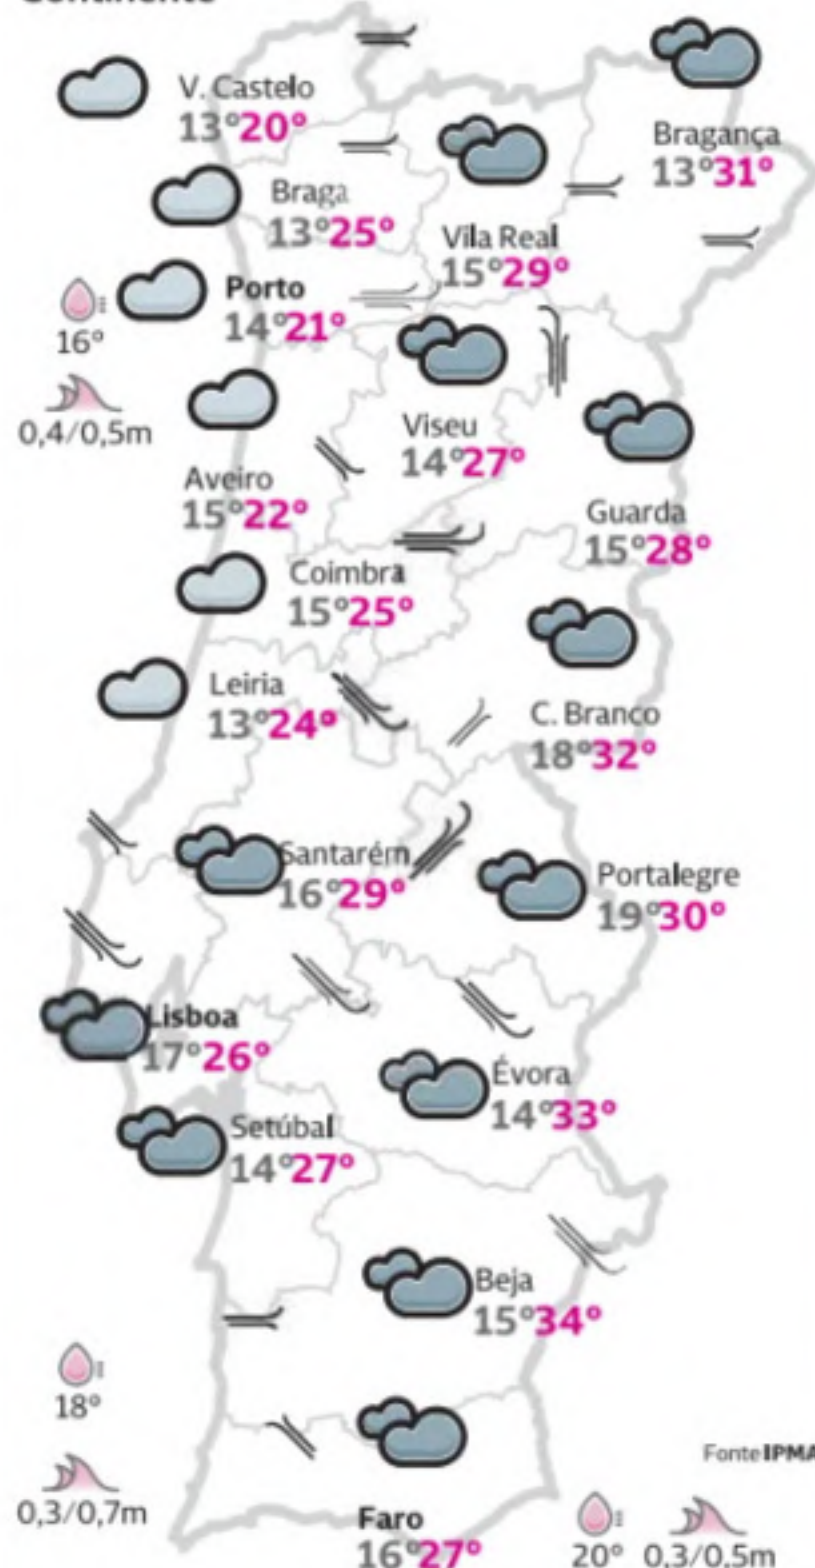 Continente
V. Castelo
13°20°
Bragança
13°31°
Braga
13°25°
Vila Real
15°29°
Porto
14°21°
16°
0,4/0,5m
Viseu
14°27°
Aveiro
15°22°
Guarda
15°28°
Coimbra
15°25°
Leiria
13°24°
C. Branco
18°32°
Santarém
16°29°
Portalegre
19°30°
Lisboa
17°26°
Évora
14°33°
Setúbal
14°27°
Beja
15°34°
18°
0,3/0,7m
Fonte IPMA
Faro
16°27°
20° 0,3/0,5m